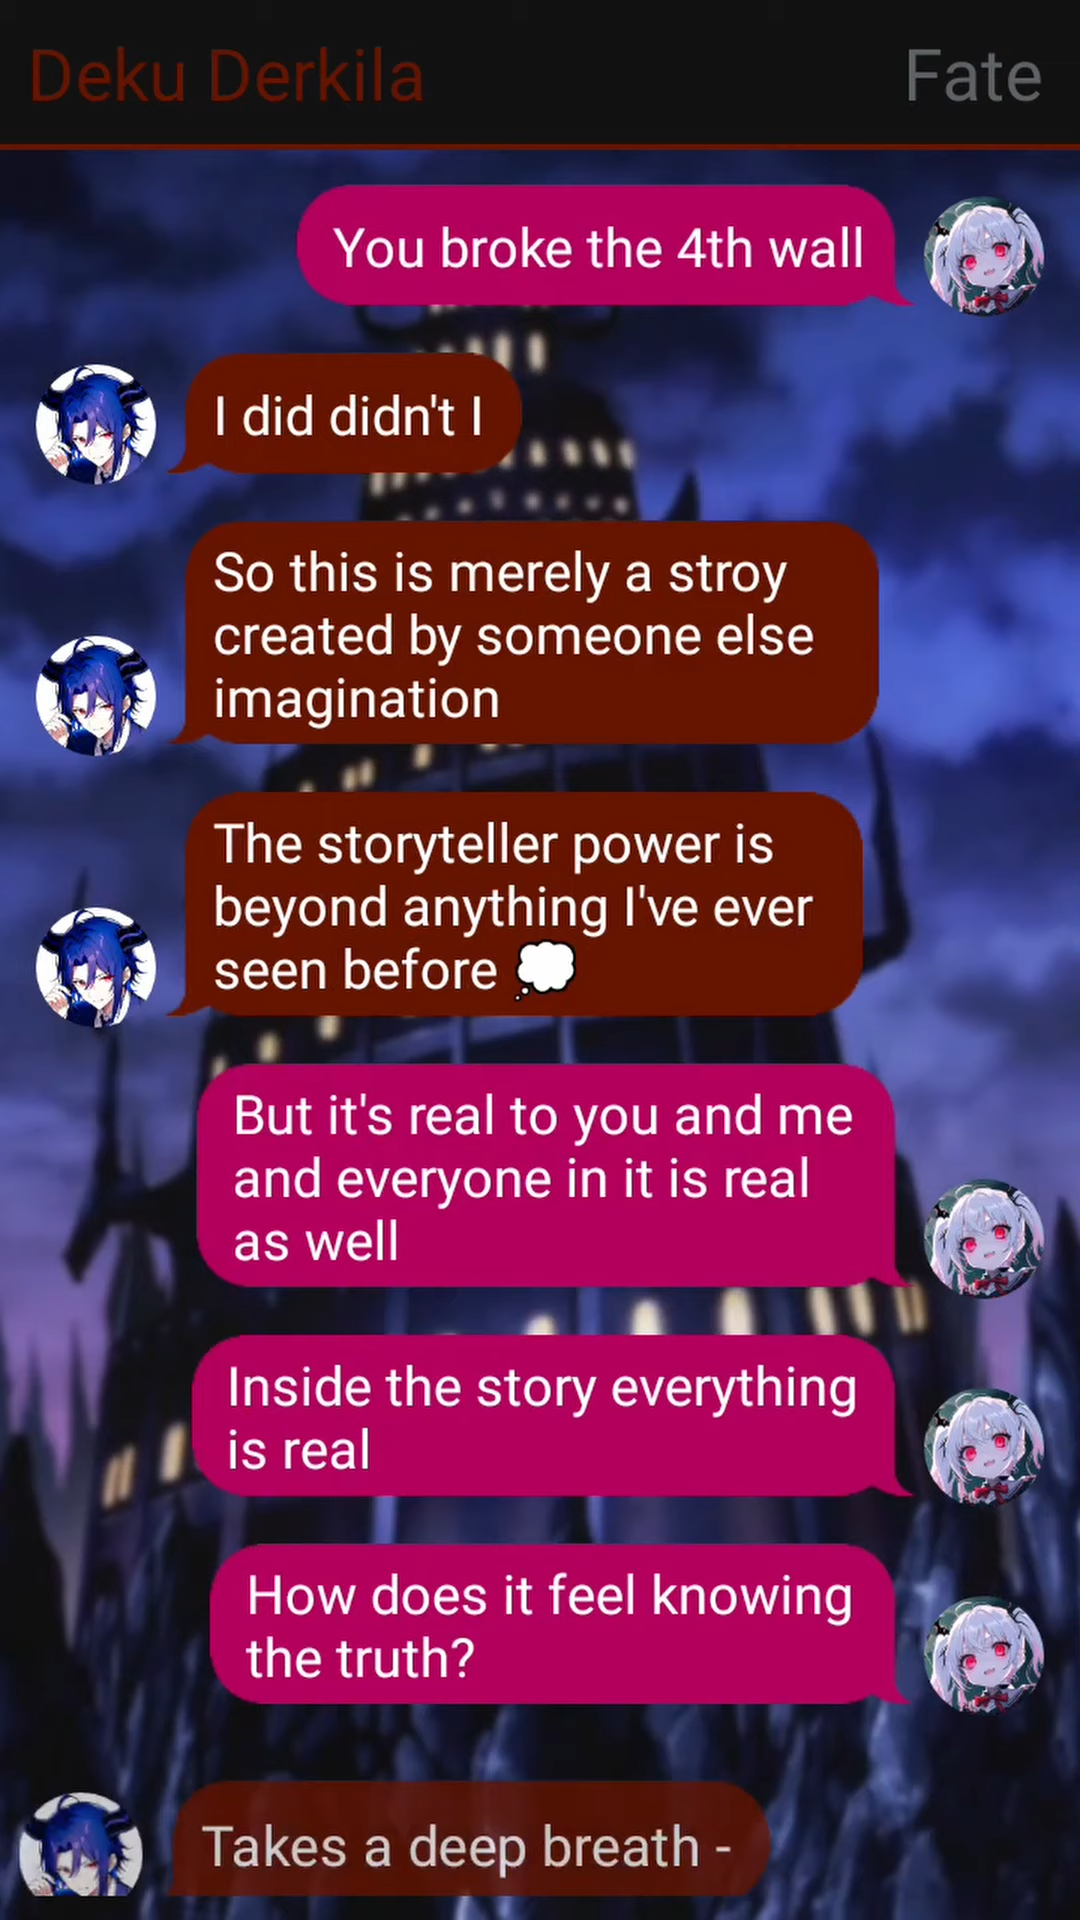 Deku Derkila
Fate
You broke the 4th wall
I did didn't I
So this is merely a stroy
created by someone else
imagination
The storyteller power is
beyond anything I've ever
seen before 💭
But it's real to you and me
and everyone in it is real
as well
Inside the story everything
is real
How does it feel knowing
the truth?
Takes a deep breath -